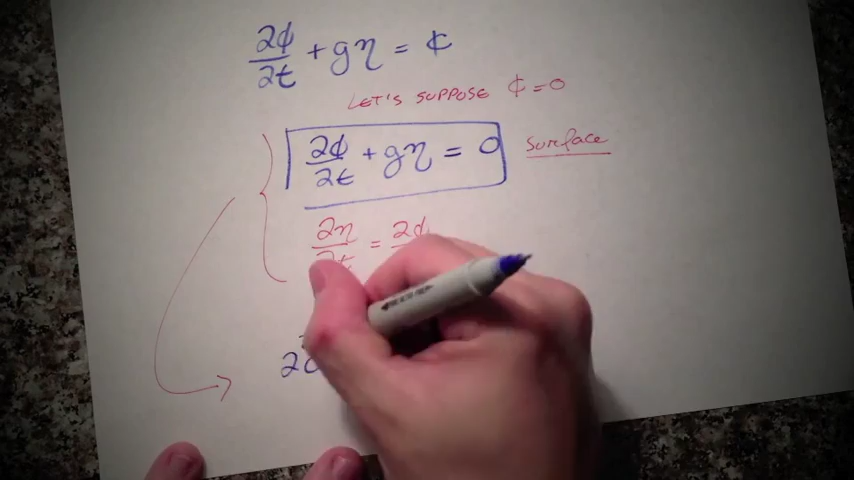 ∂ϕ/∂t + gη = ₵
LET'S SUPPOSE ₵ = 0
∂ϕ/∂t + gη = 0 SURFACE
∂η/∂t = ∂ϕ